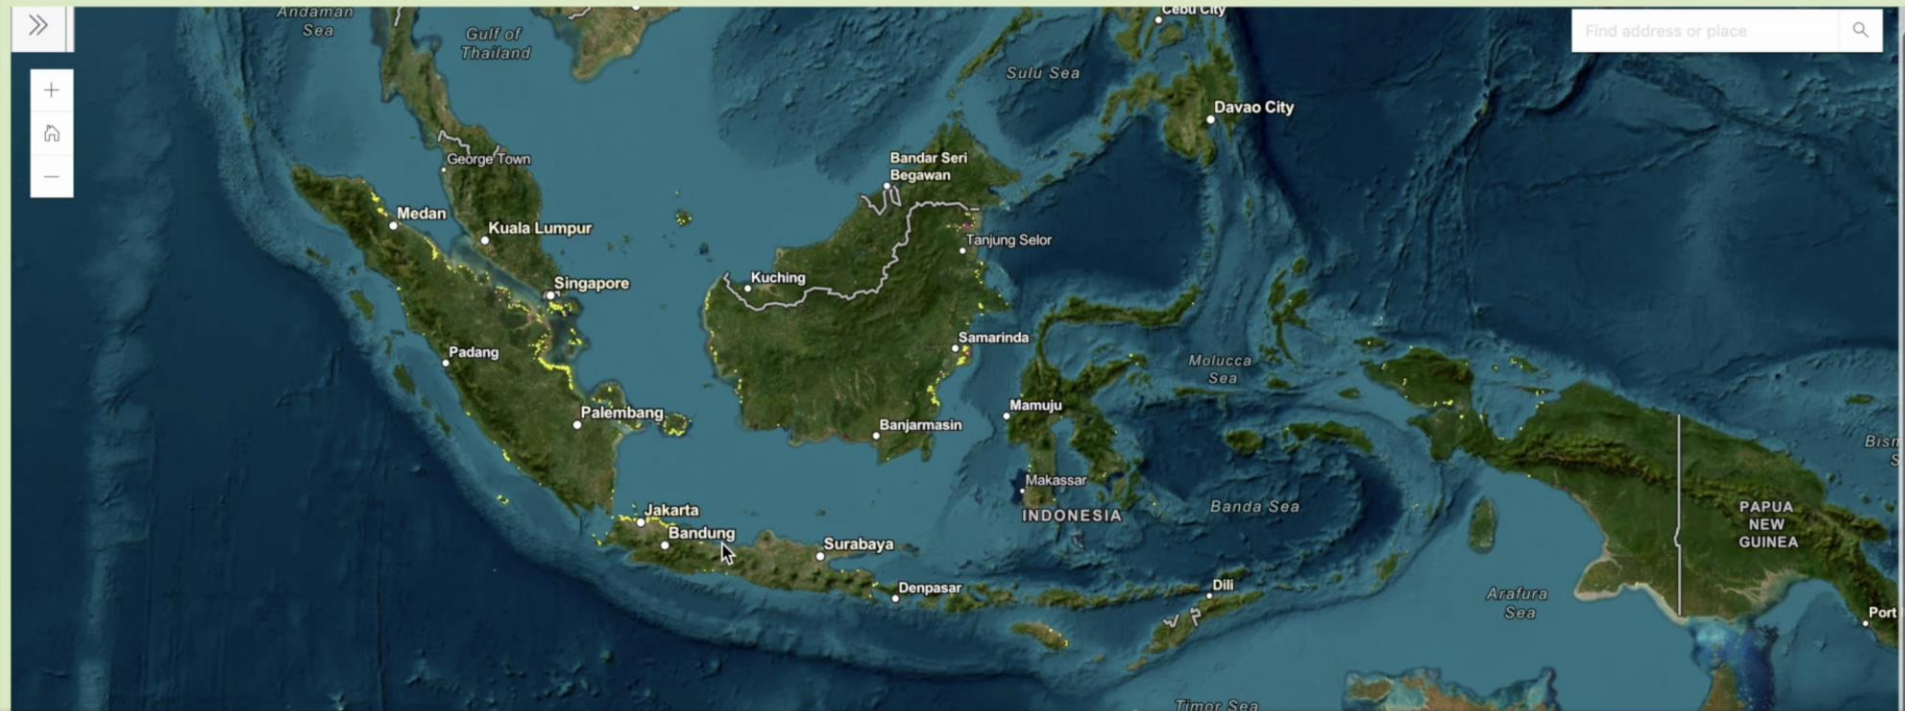 Andaman
Sea
Gulf of
Thailand
Cebu City
Find address or place
Sulu Sea
Davao City
George Town
Bandar Seri
Begawan
Medan
Kuala Lumpur
Tanjung Selor
Kuching
Singapore
Samarinda
Padang
Molucca
Sea
Palembang
Mamuju
Banjarmasin
Makassar
INDONESIA
Banda Sea
PAPUA
NEW
GUINEA
Jakarta
Bandung
Surabaya
Denpasar
Dili
Arafura
Sea
Port
Timor Sea